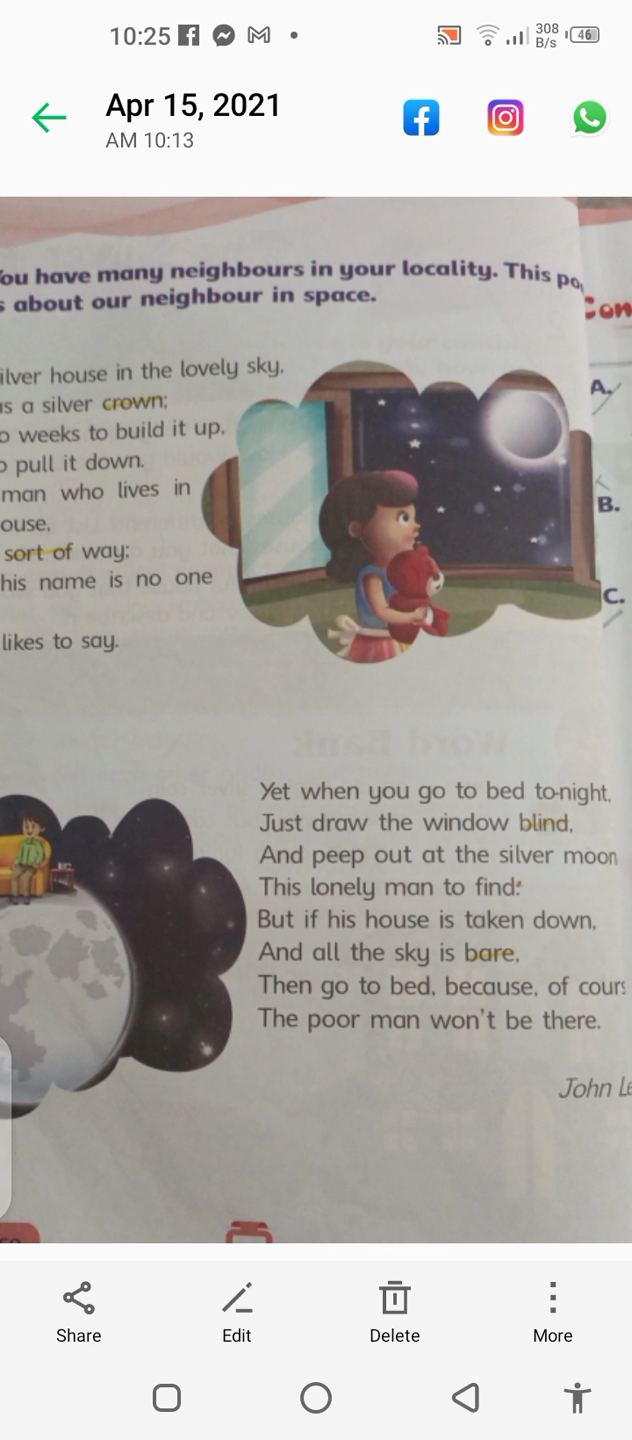 10:25
308
B/s
46
Apr 15, 2021
AM 10:13
You have many neighbours in your locality. This po
s about our neighbour in space.
Con
ilver house in the lovely sky,
A.
as a silver crown;
o weeks to build it up,
o pull it down.
man who lives in
B.
ouse,
sort of way;
his name is no one
C.
likes to say.
Word Bank
Yet when you go to bed to-night,
Just draw the window blind,
And peep out at the silver moon
This lonely man to find:
But if his house is taken down,
And all the sky is bare,
Then go to bed, because, of cours
The poor man won't be there.
John Le
Share
Edit
Delete
More